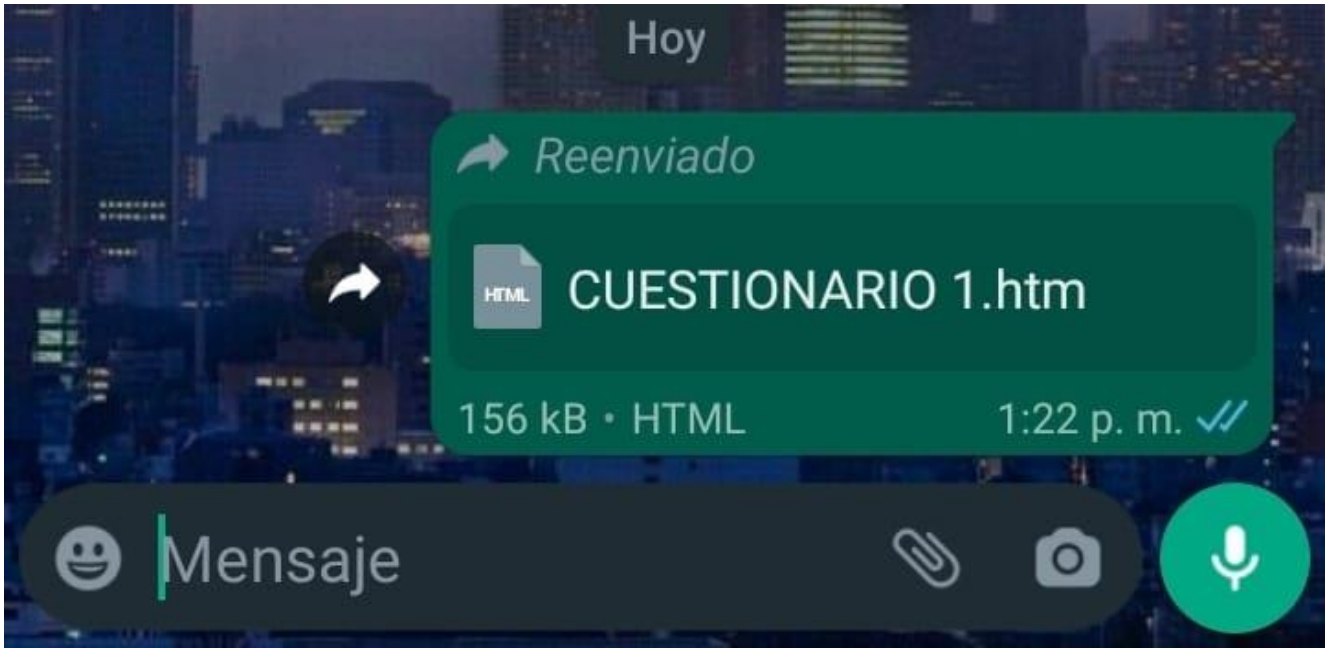 Hoy
Reenviado
HTML
CUESTIONARIO 1.htm
156 kB • HTML
1:22 p. m.
Mensaje